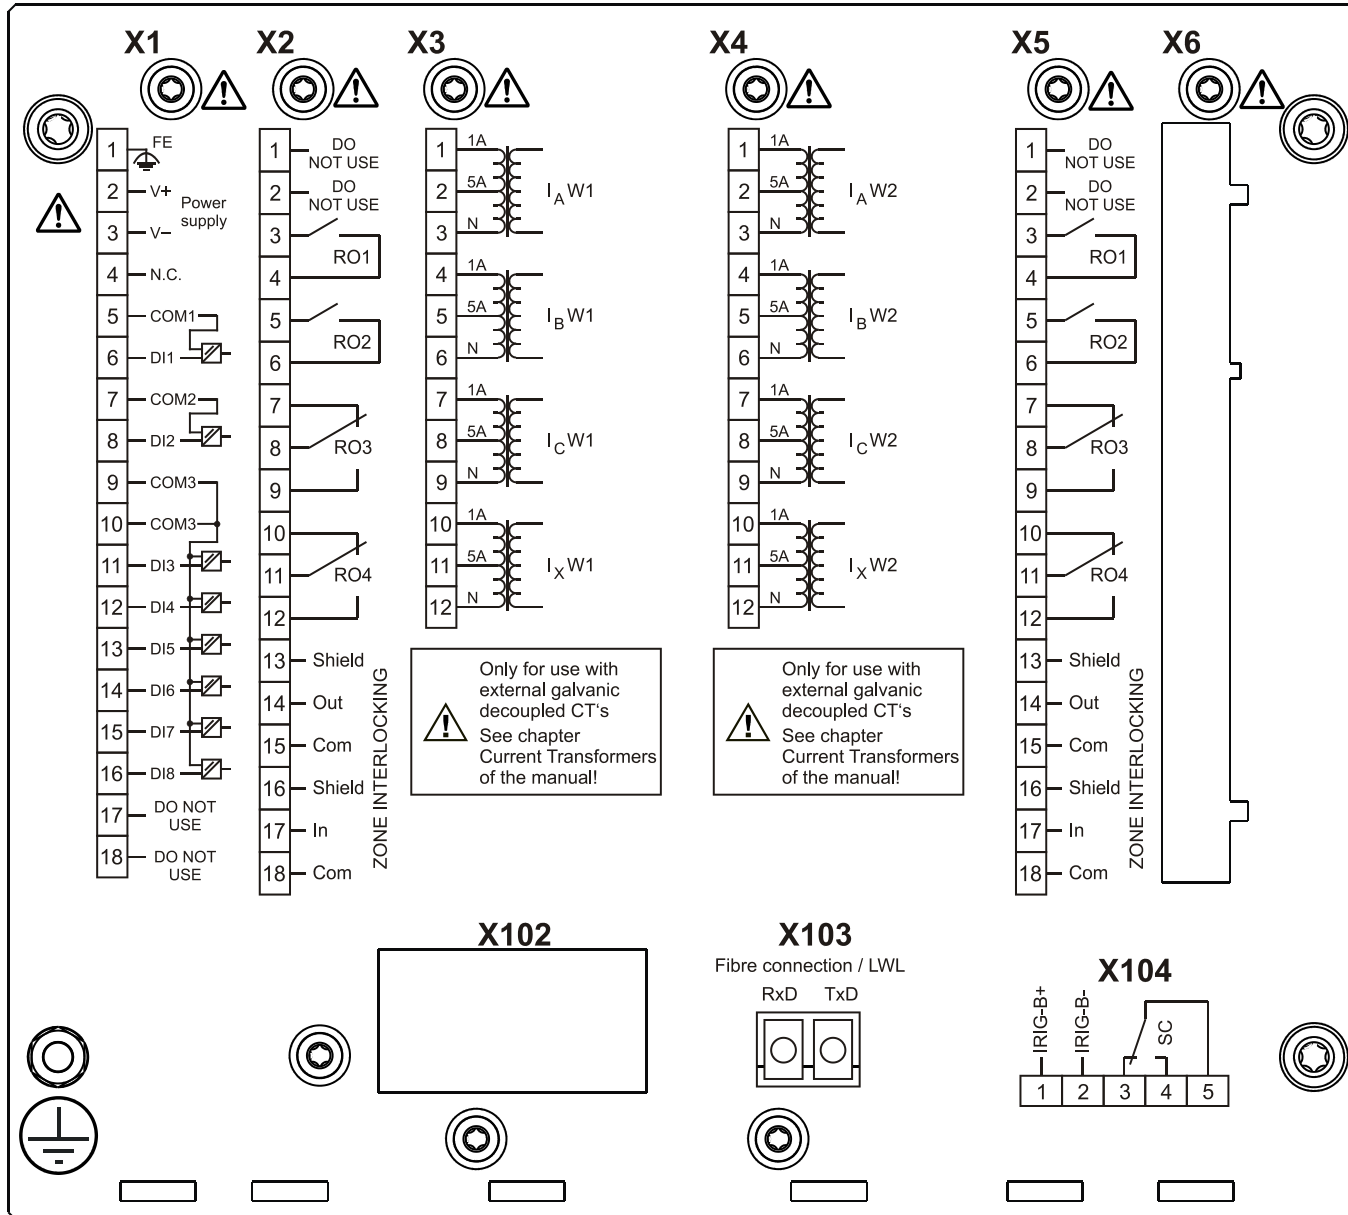 X1
X2
X3
X4
X5
X6
1
FE
2
V+
Power
supply
3
V–
4
N.C.
5
COM1
6
DI1
7
COM2
8
DI2
9
COM3
10
COM3
11
DI3
12
DI4
13
DI5
14
DI6
15
DI7
16
DI8
17
DO NOT
USE
18
DO NOT
USE
1
DO
NOT USE
2
DO
NOT USE
3
RO1
4
5
RO2
6
7
8
RO3
9
10
11
RO4
12
13
Shield
14
Out
15
Com
16
Shield
17
In
18
Com
ZONE INTERLOCKING
1
1A
2
5A
IA W1
3
N
4
1A
5
5A
IB W1
6
N
7
1A
8
5A
IC W1
9
N
10
1A
11
5A
IX W1
12
N
Only for use with
external galvanic
decoupled CT‘s
See chapter
Current Transformers
of the manual!
1
1A
2
5A
IA W2
3
N
4
1A
5
5A
IB W2
6
N
7
1A
8
5A
IC W2
9
N
10
1A
11
5A
IX W2
12
N
Only for use with
external galvanic
decoupled CT‘s
See chapter
Current Transformers
of the manual!
1
DO
NOT USE
2
DO
NOT USE
3
RO1
4
5
RO2
6
7
8
RO3
9
10
11
RO4
12
13
Shield
14
Out
15
Com
16
Shield
17
In
18
Com
ZONE INTERLOCKING
X102
X103
Fibre connection / LWL
RxD TxD
X104
IRIG-B+
IRIG-B-
SC
1 2 3 4 5